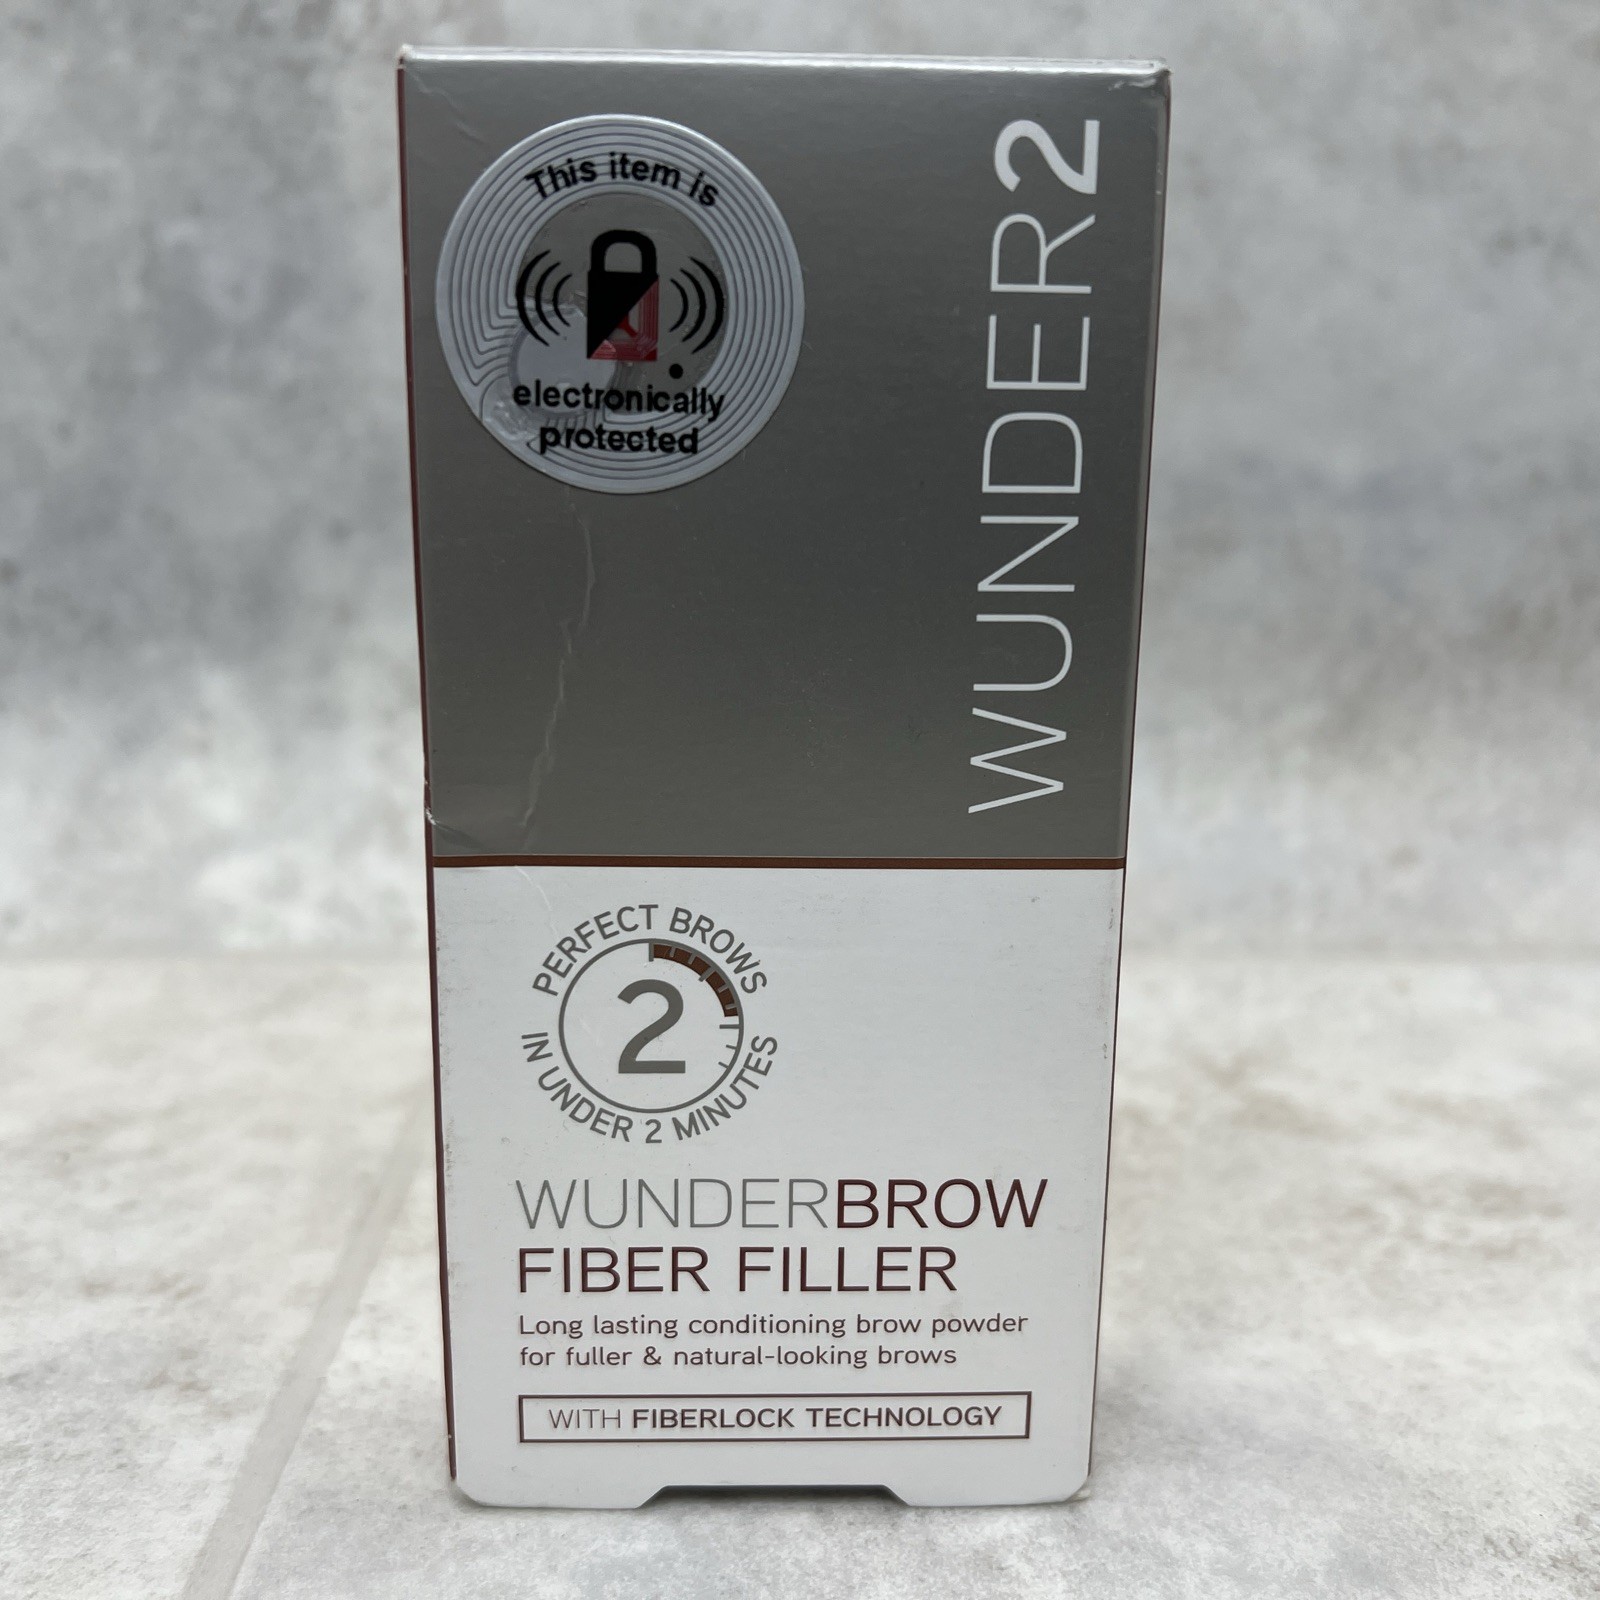 This item is
electronically
protected
WUNDER2
PERFECT BROWS
2
IN UNDER 2 MINUTES
WUNDERBROW
FIBER FILLER
Long lasting conditioning brow powder
for fuller & natural-looking brows
WITH FIBERLOCK TECHNOLOGY